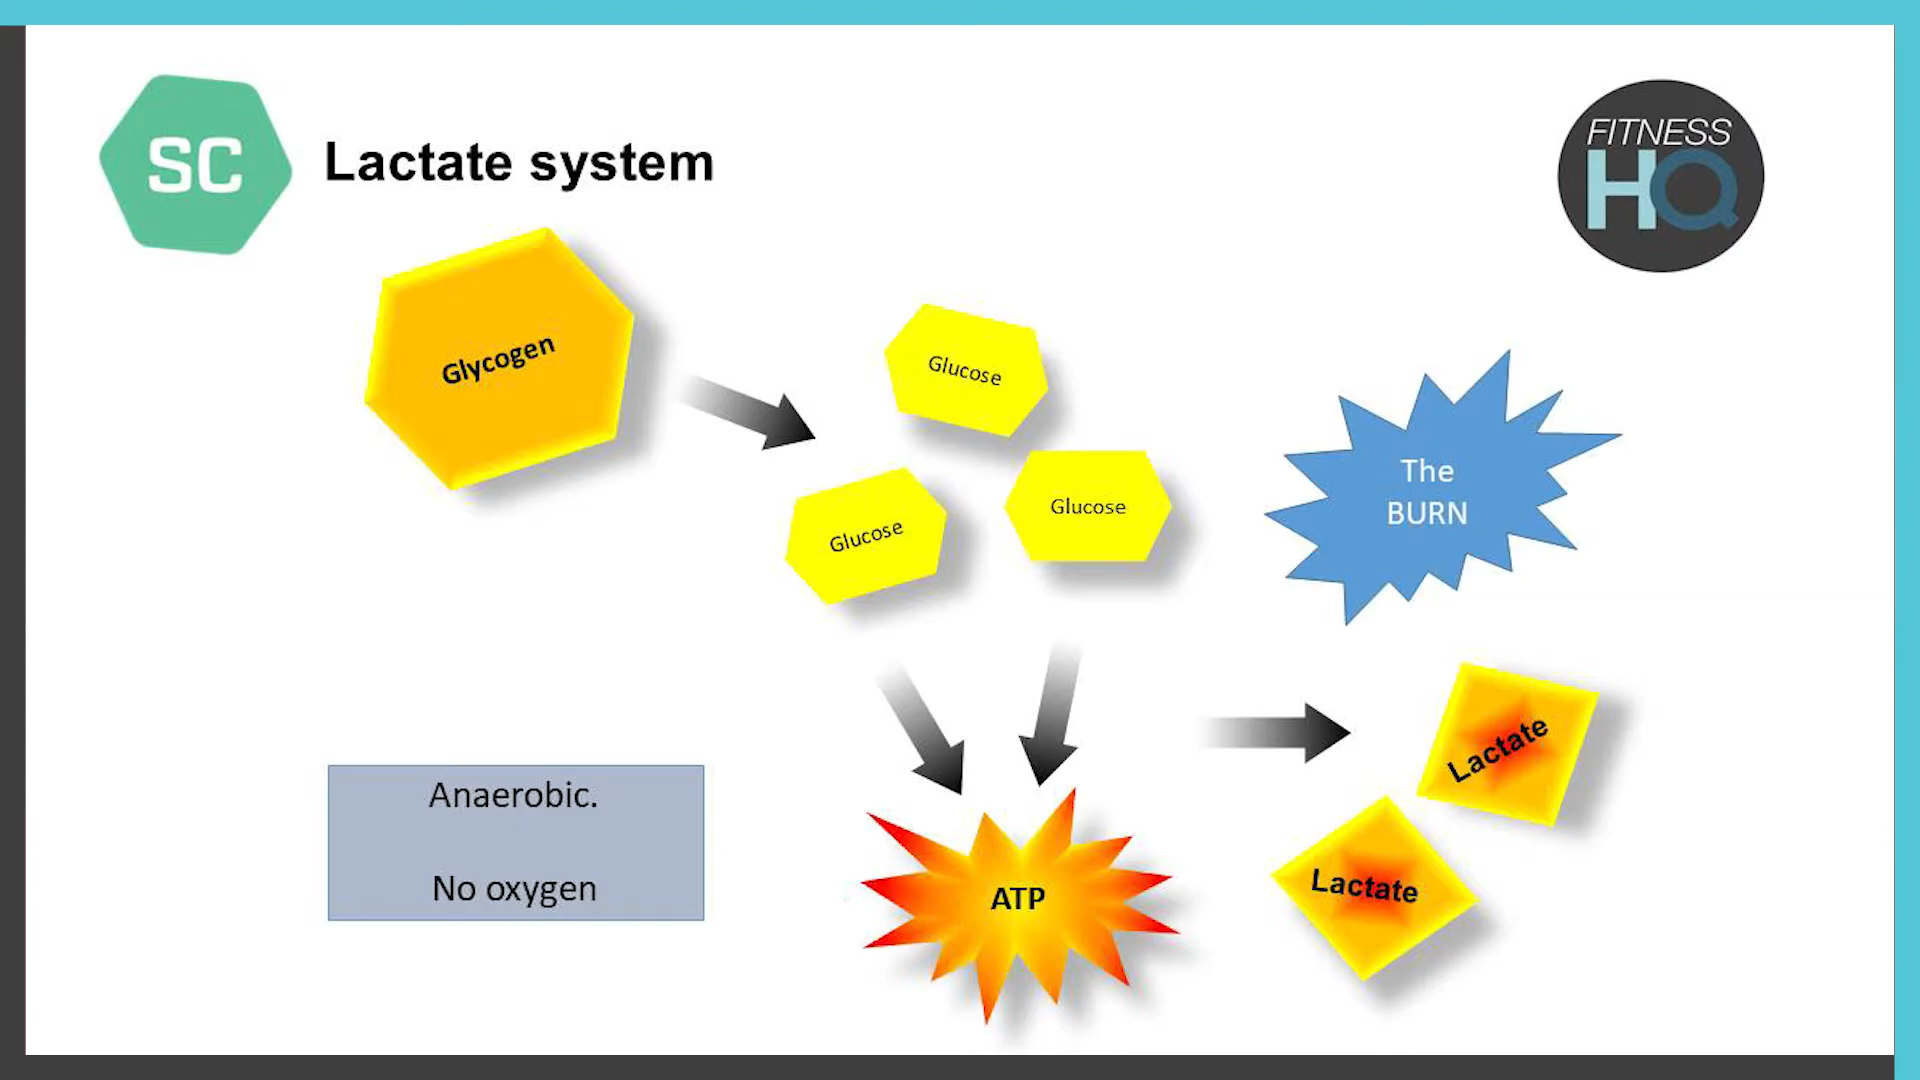 SC
Lactate system
FITNESS
HQ
Glycogen
Glucose
Glucose
Glucose
The
BURN
Lactate
Lactate
Anaerobic.
No oxygen
ATP